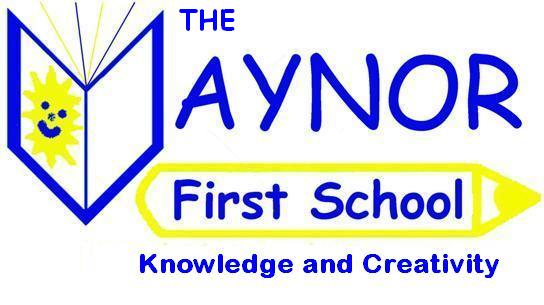 THE
VAYNOR
First School
Knowledge and Creativity